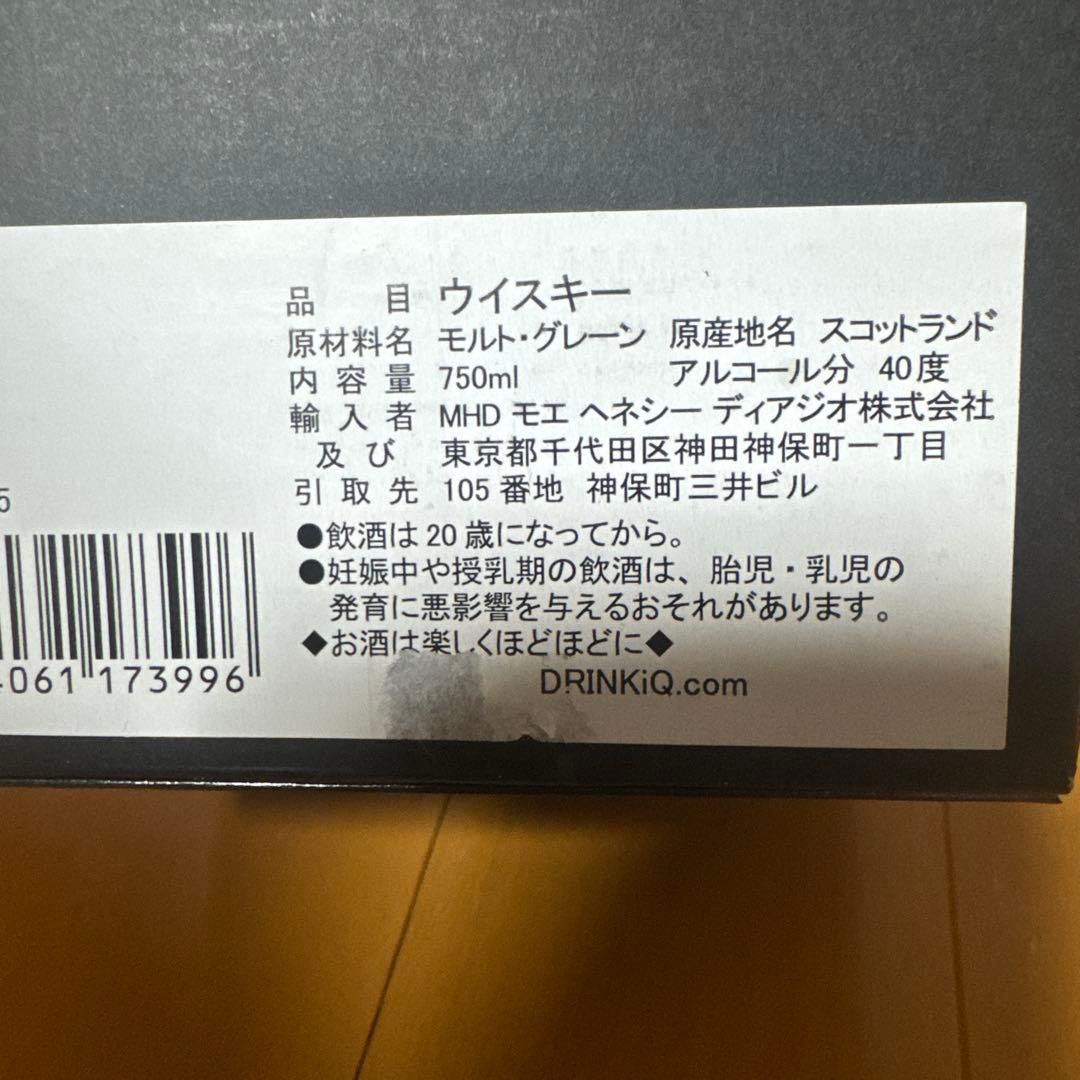 品 目 ウイスキー
原材料名 モルト・グレーン 原産地名 スコットランド
内容量 750ml アルコール分 40度
輸入者 MHD モエ ヘネシー ディアジオ株式会社
及び 東京都千代田区神田神保町一丁目
引取先 105番地 神保町三井ビル
●飲酒は20歳になってから。
●妊娠中や授乳期の飲酒は、胎児・乳児の
発育に悪影響を与えるおそれがあります。
◆お酒は楽しくほどほどに◆
DRINKiQ.com
5
061 173996